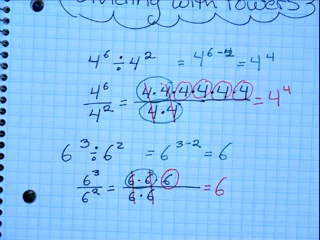 Dividing with Powers 3
4⁶ ÷ 4² = 4⁶⁻² = 4⁴
4⁶/4² = 4·4·4·4·4·4/4·4 = 4⁴
6³ ÷ 6² = 6³⁻² = 6
6³/6² = 6·6·6/6·6 = 6